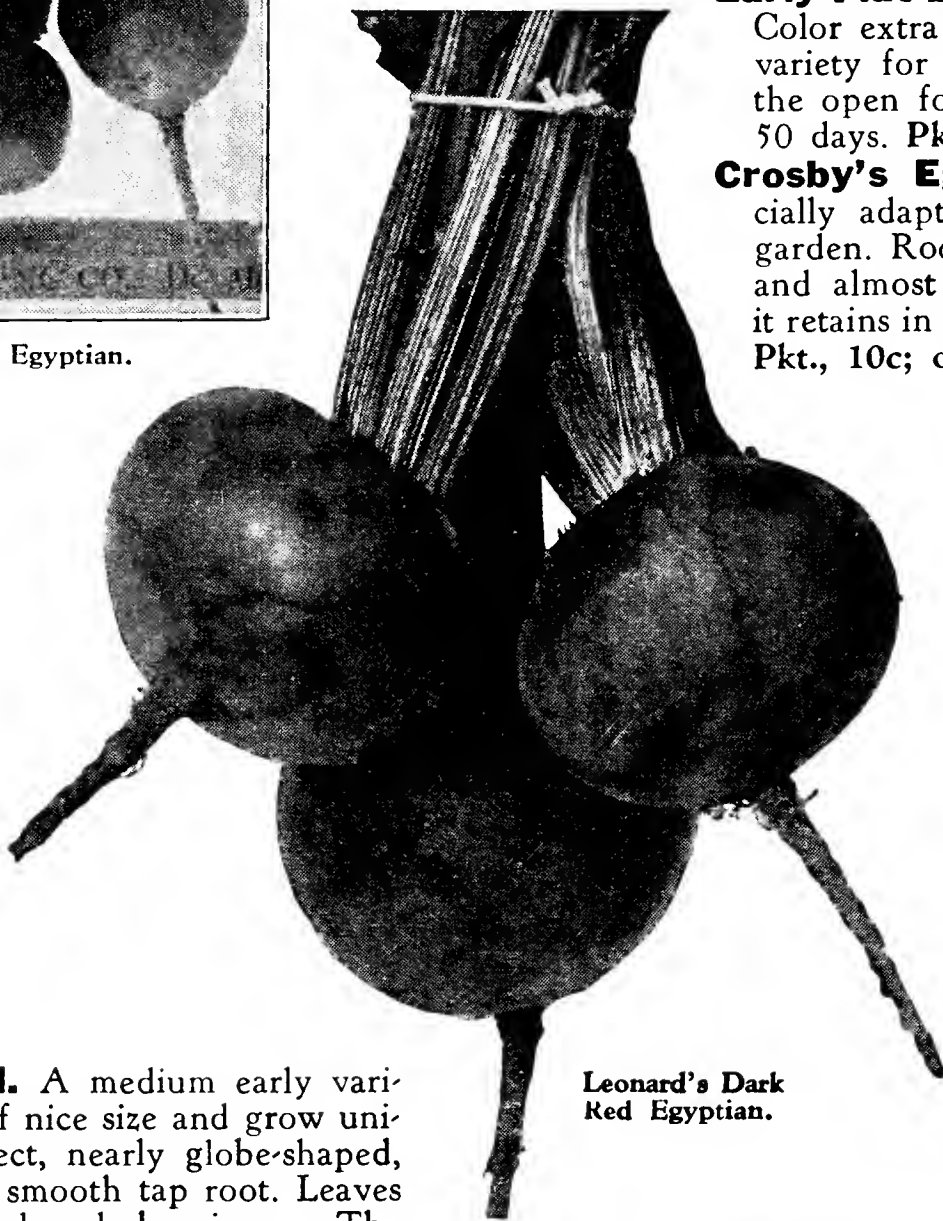 Color extra
variety for
the open fo
50 days. Pk
Crosby's E
cially adapt
garden. Roo
and almost
it retains in
Pkt., 10c; o
Egyptian.
Leonard's Dark
Red Egyptian.
l. A medium early vari-
f nice size and grow uni-
ect, nearly globe-shaped,
smooth tap root. Leaves